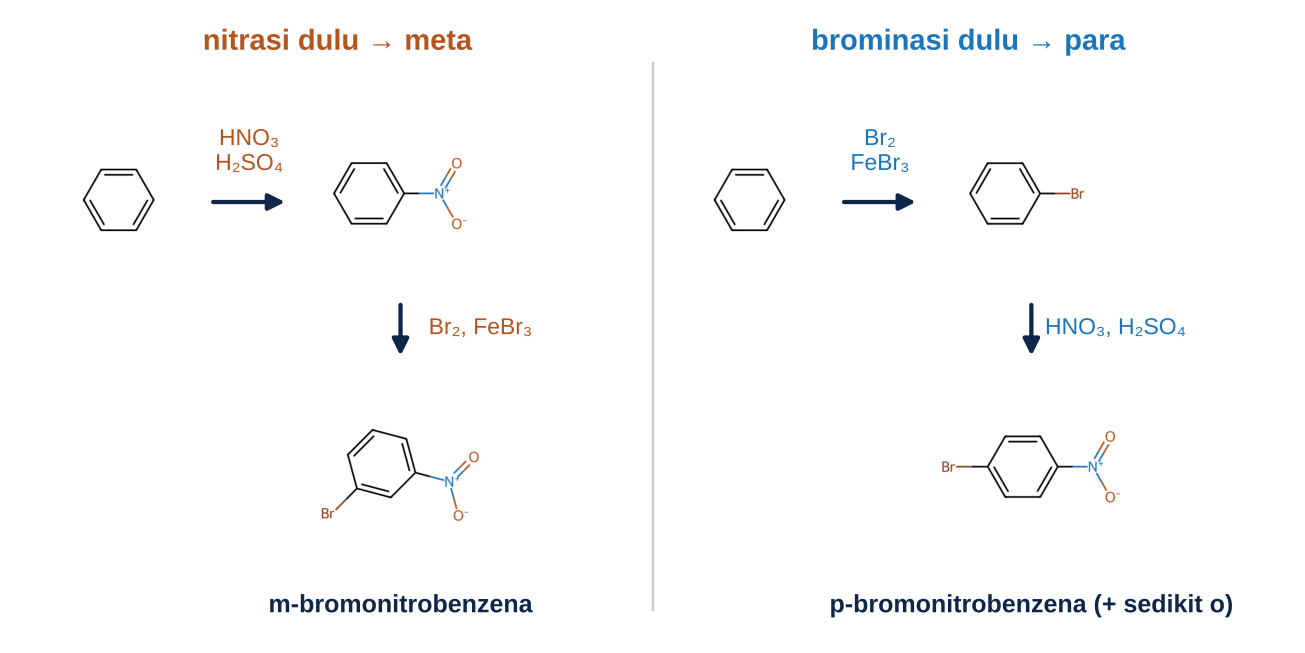 nitrasi dulu → meta
HNO₃
H₂SO₄
O
N⁺
O⁻
Br₂, FeBr₃
O
N⁺
Br
O⁻
m-bromonitrobenzena
brominasi dulu → para
Br₂
FeBr₃
Br
HNO₃, H₂SO₄
O
Br
N⁺
O⁻
p-bromonitrobenzena (+ sedikit o)